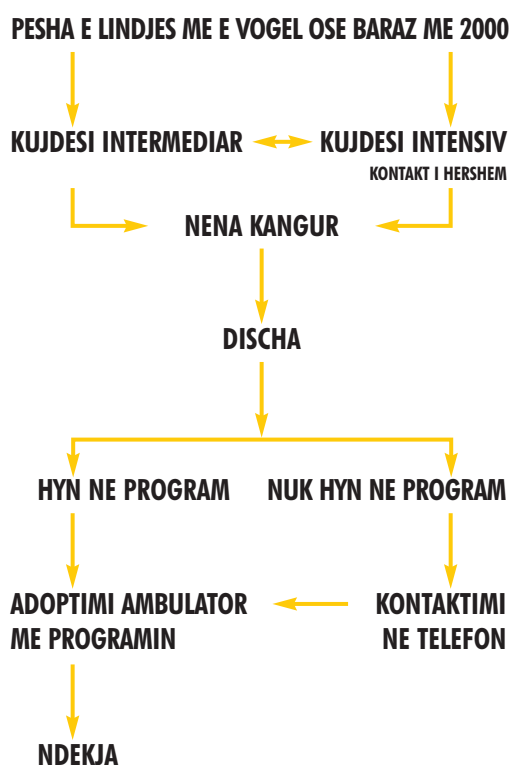 PESHA E LINDJES ME E VOGEL OSE BARAZ ME 2000
KUJDESI INTERMEDIAR
KUJDESI INTENSIV
KONTAKT I HERSHEM
NENA KANGUR
DISCHA
HYN NE PROGRAM
NUK HYN NE PROGRAM
ADOPTIMI AMBULATOR
ME PROGRAMIN
KONTAKTIMI
NE TELEFON
NDEKJA